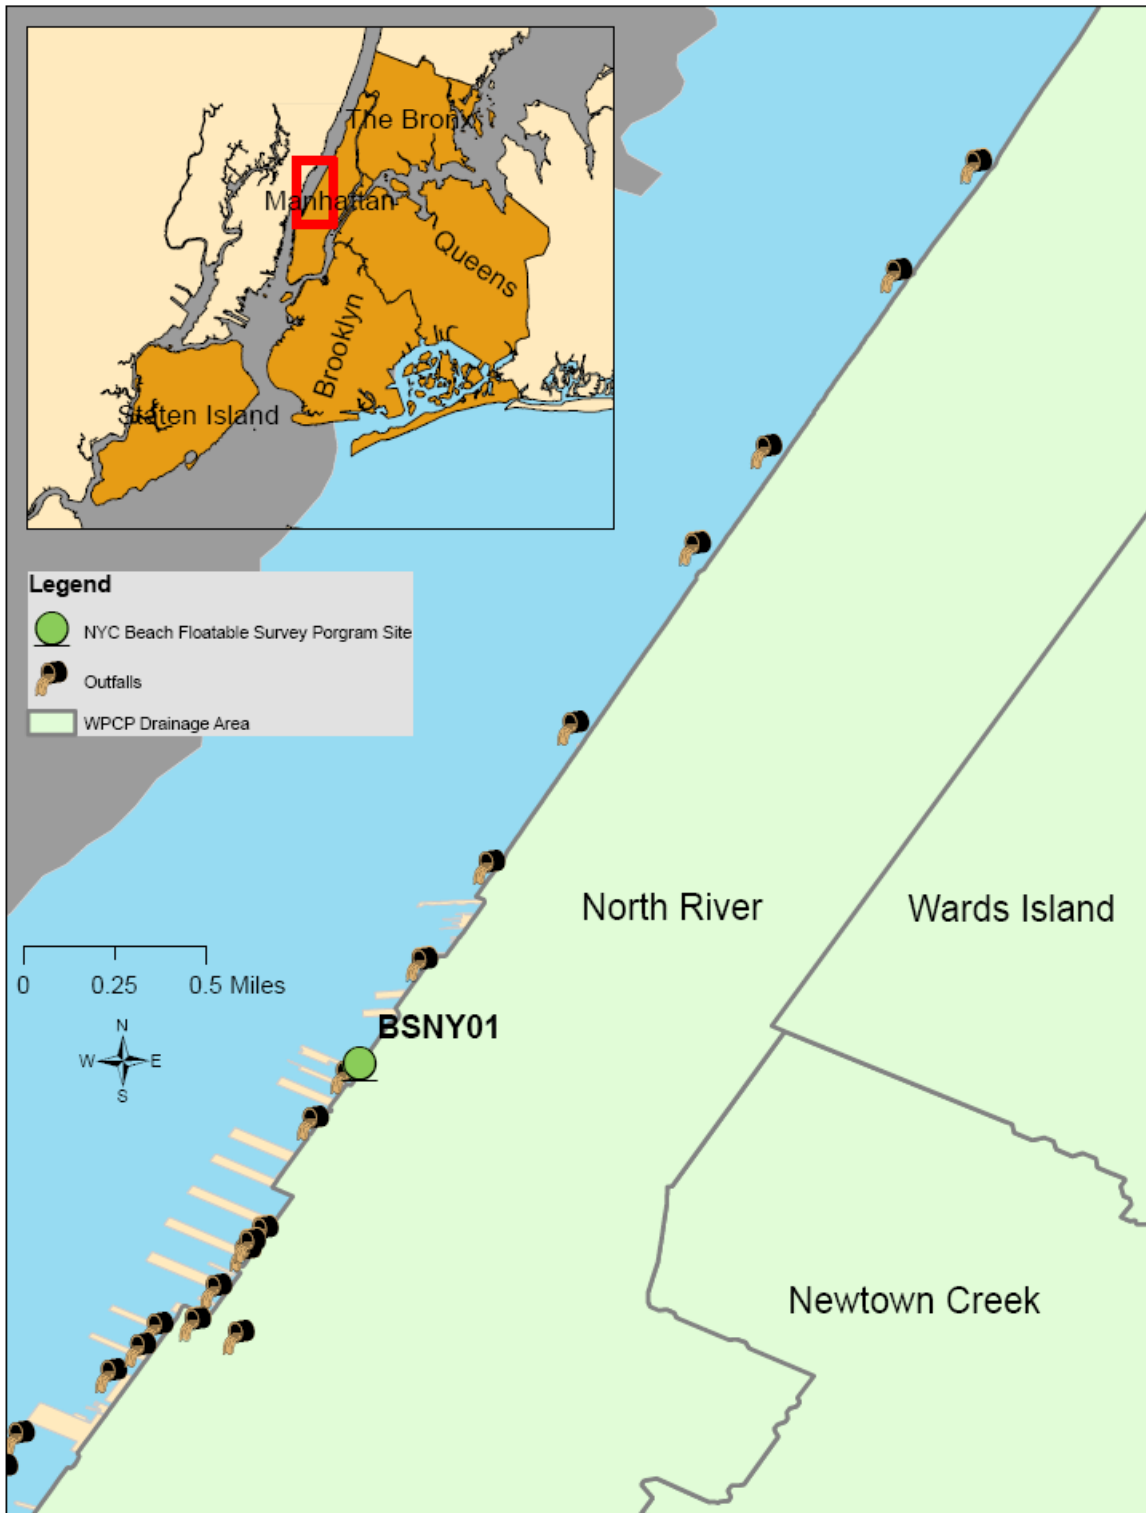 The Bronx
Manhattan
Queens
Brooklyn
Staten Island
Legend
NYC Beach Floatable Survey Porgram Site
Outfalls
WPCP Drainage Area
North River
Wards Island
0 0.25 0.5 Miles
BSNY01
N
W E
S
Newtown Creek